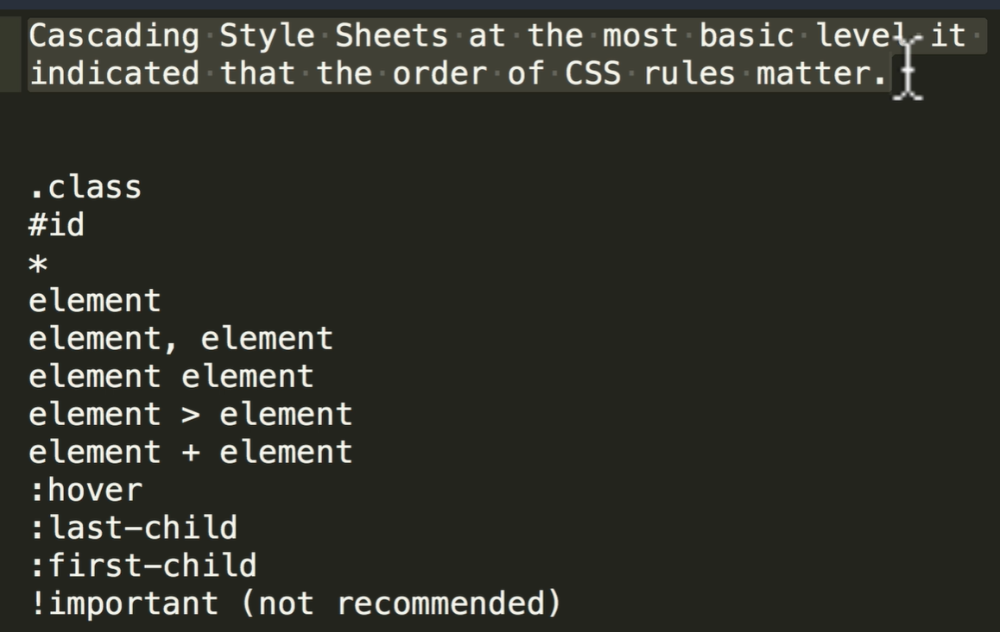 Cascading Style Sheets at the most basic level it
indicated that the order of CSS rules matter.
.class
#id
*
element
element, element
element element
element > element
element + element
:hover
:last-child
:first-child
!important (not recommended)